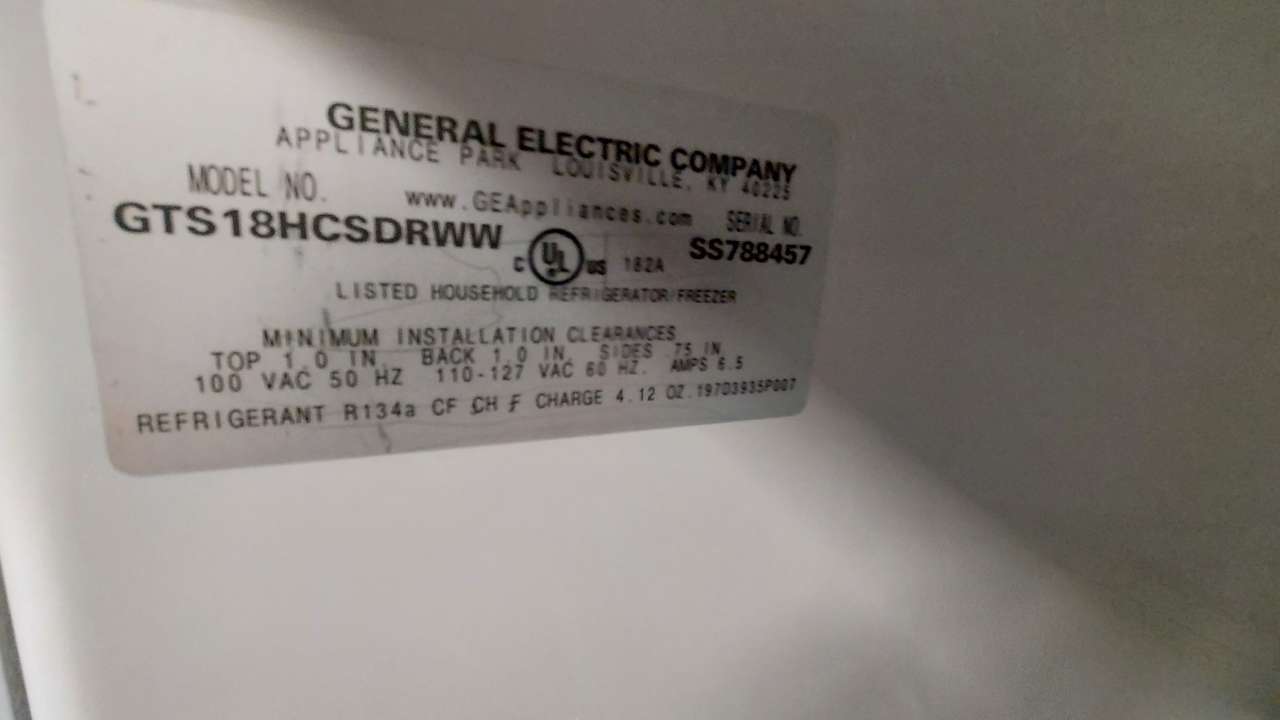 GENERAL ELECTRIC COMPANY
APPLIANCE PARK LOUISVILLE, KY 40225
MODEL NO. www.GEAppliances.com SERIAL NO.
GTS18HCSDRWW SS788457
C UL US 182A
LISTED HOUSEHOLD REFRIGERATOR/FREEZER
MINIMUM INSTALLATION CLEARANCES
TOP 1.0 IN. BACK 1.0 IN. SIDES .75 IN.
100 VAC 50 HZ 110-127 VAC 60 HZ. AMPS 6.5
REFRIGERANT R134a CF CH F CHARGE 4.12 OZ. 197D3935P007